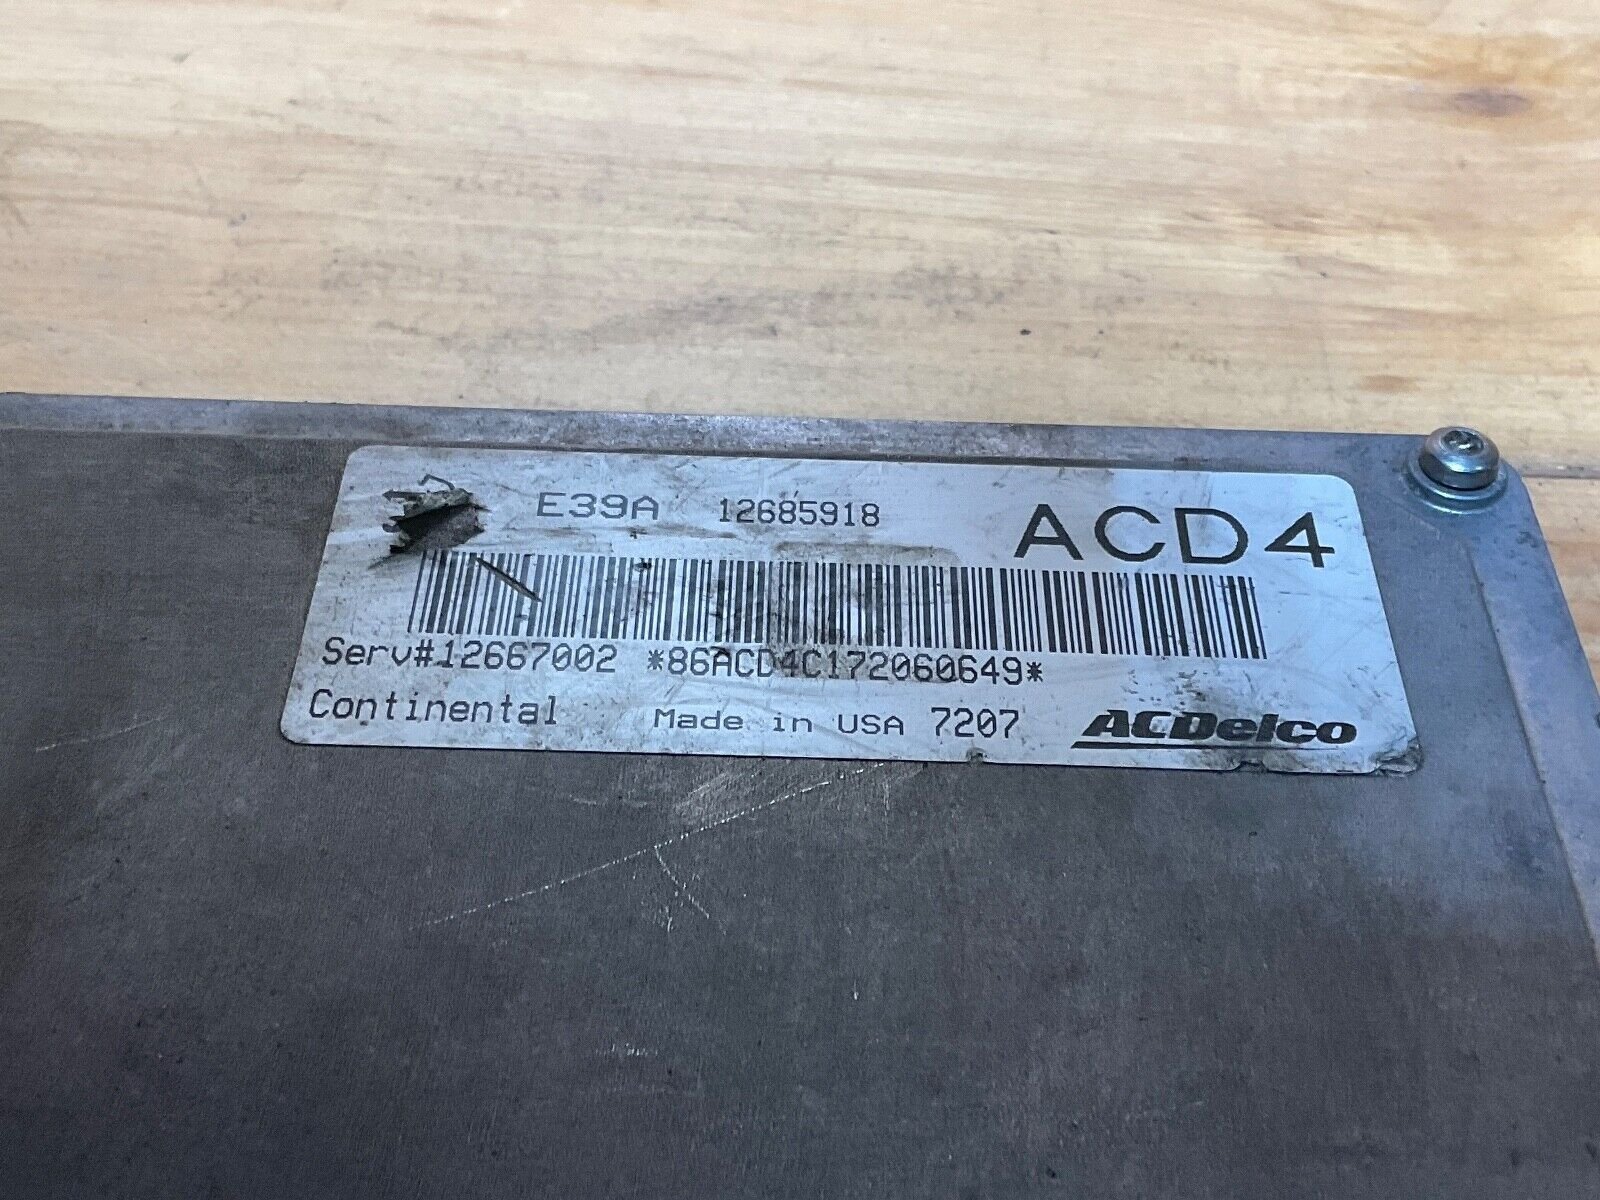 E39A 12685918 ACD4
Serv#12667002 *86ACD4C172060649*
Continental Made in USA 7207 ACDelco